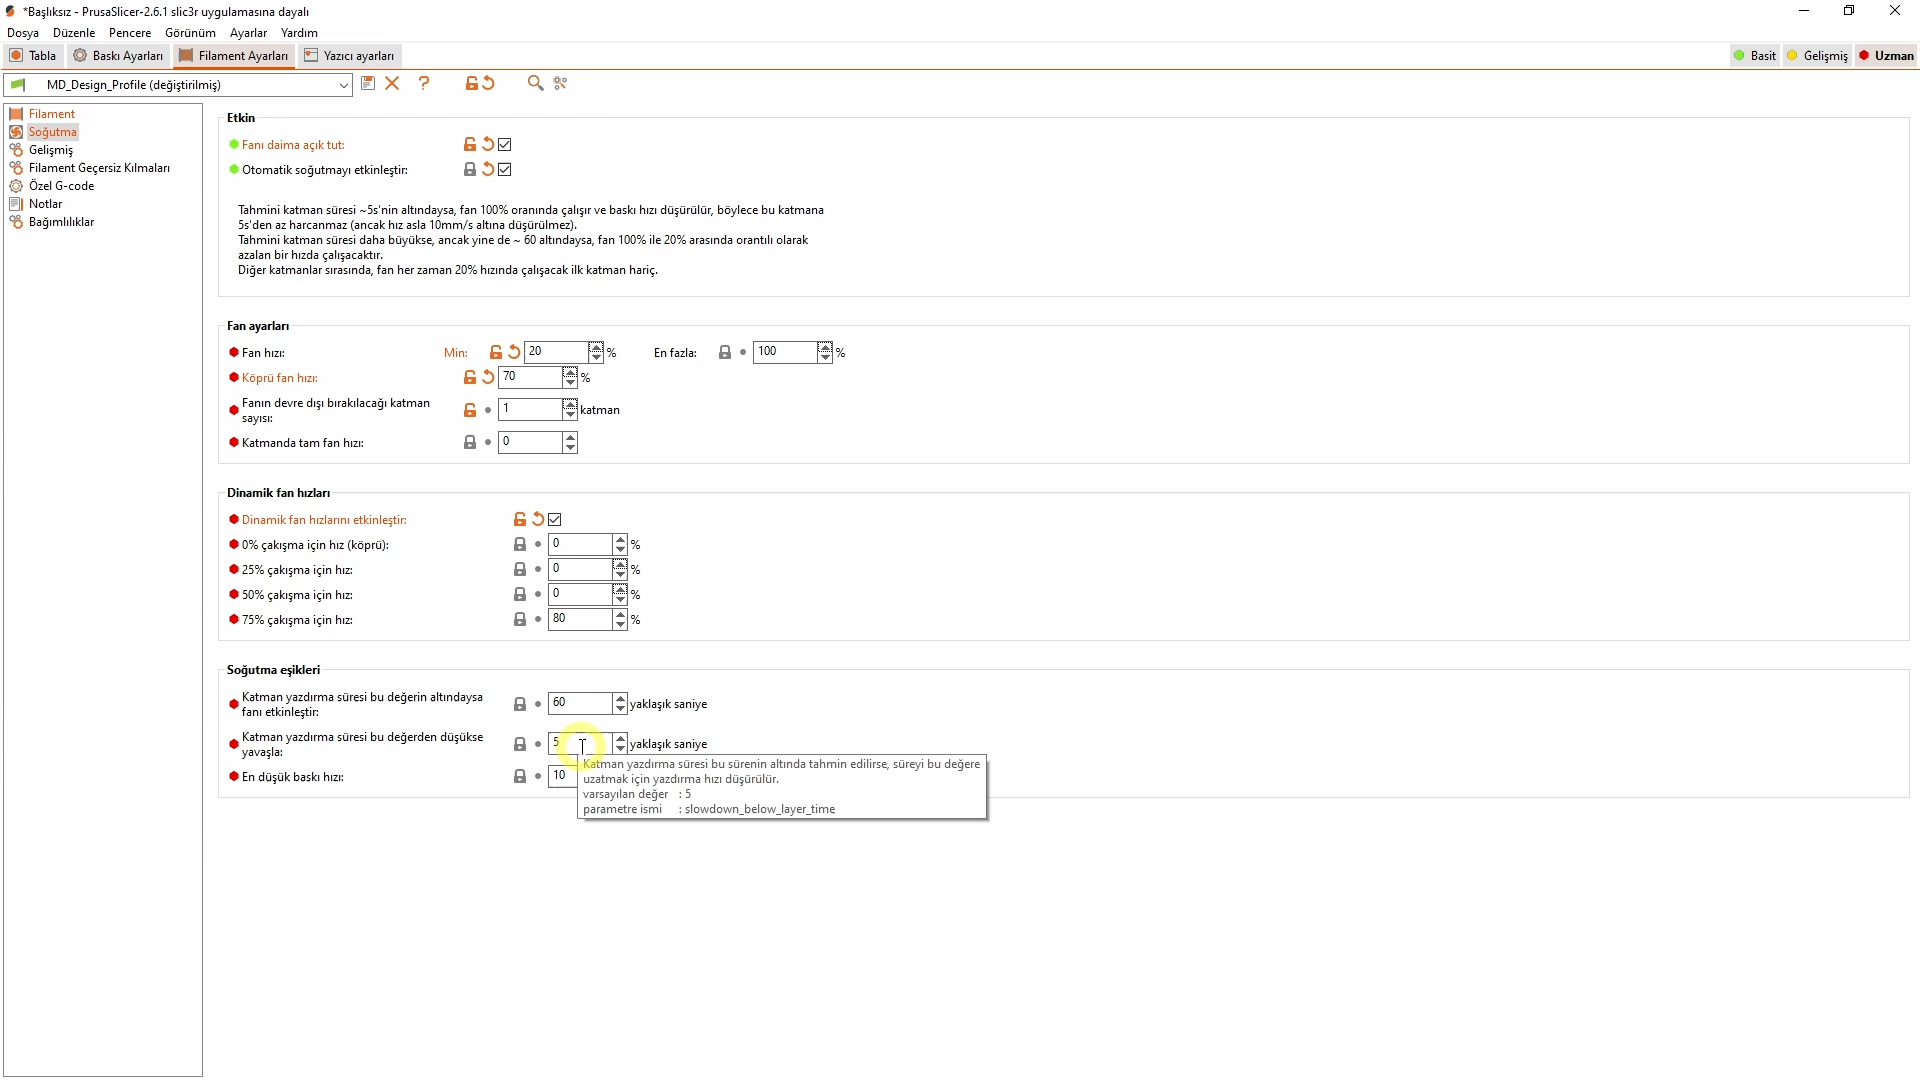 *Başlıksız - PrusaSlicer-2.6.1 slic3r uygulamasına dayalı
Dosya Düzenle Pencere Görünüm Ayarlar Yardım
Tabla Baskı Ayarları Filament Ayarları Yazıcı ayarları Basit Gelişmiş Uzman
MD_Design_Profile (değiştirilmiş)
Filament
Soğutma
Gelişmiş
Filament Geçersiz Kılmaları
Özel G-code
Notlar
Bağımlılıklar
Etkin
Fanı daima açık tut:
Otomatik soğutmayı etkinleştir:
Tahmini katman süresi ~5s'nin altındaysa, fan 100% oranında çalışır ve baskı hızı düşürülür, böylece bu katmana
5s'den az harcanmaz (ancak hız asla 10mm/s altına düşürülmez).
Tahmini katman süresi daha büyükse, ancak yine de ~ 60 altındaysa, fan 100% ile 20% arasında orantılı olarak
azalan bir hızda çalışacaktır.
Diğer katmanlar sırasında, fan her zaman 20% hızında çalışacak ilk katman hariç.
Fan ayarları
Fan hızı: Min: 20 % En fazla: 100 %
Köprü fan hızı: 70 %
Fanın devre dışı bırakılacağı katman
sayısı: 1 katman
Katmanda tam fan hızı: 0
Dinamik fan hızları
Dinamik fan hızlarını etkinleştir:
0% çakışma için hız (köprü): 0 %
25% çakışma için hız: 0 %
50% çakışma için hız: 0 %
75% çakışma için hız: 80 %
Soğutma eşikleri
Katman yazdırma süresi bu değerin altındaysa
fanı etkinleştir: 60 yaklaşık saniye
Katman yazdırma süresi bu değerden düşükse
yavaşla: 5 yaklaşık saniye
En düşük baskı hızı: 10
Katman yazdırma süresi bu sürenin altında tahmin edilirse, süreyi bu değere
uzatmak için yazdırma hızı düşürülür.
varsayılan değer : 5
parametre ismi : slowdown_below_layer_time